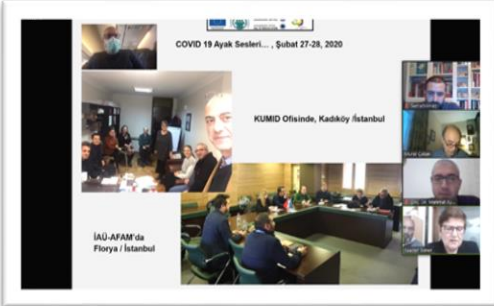 COVID 19 Ayak Sesleri... , Şubat 27-28, 2020
KUMID Ofisinde, Kadıköy /İstanbul
İAÜ-AFAM'da
Florya / İstanbul